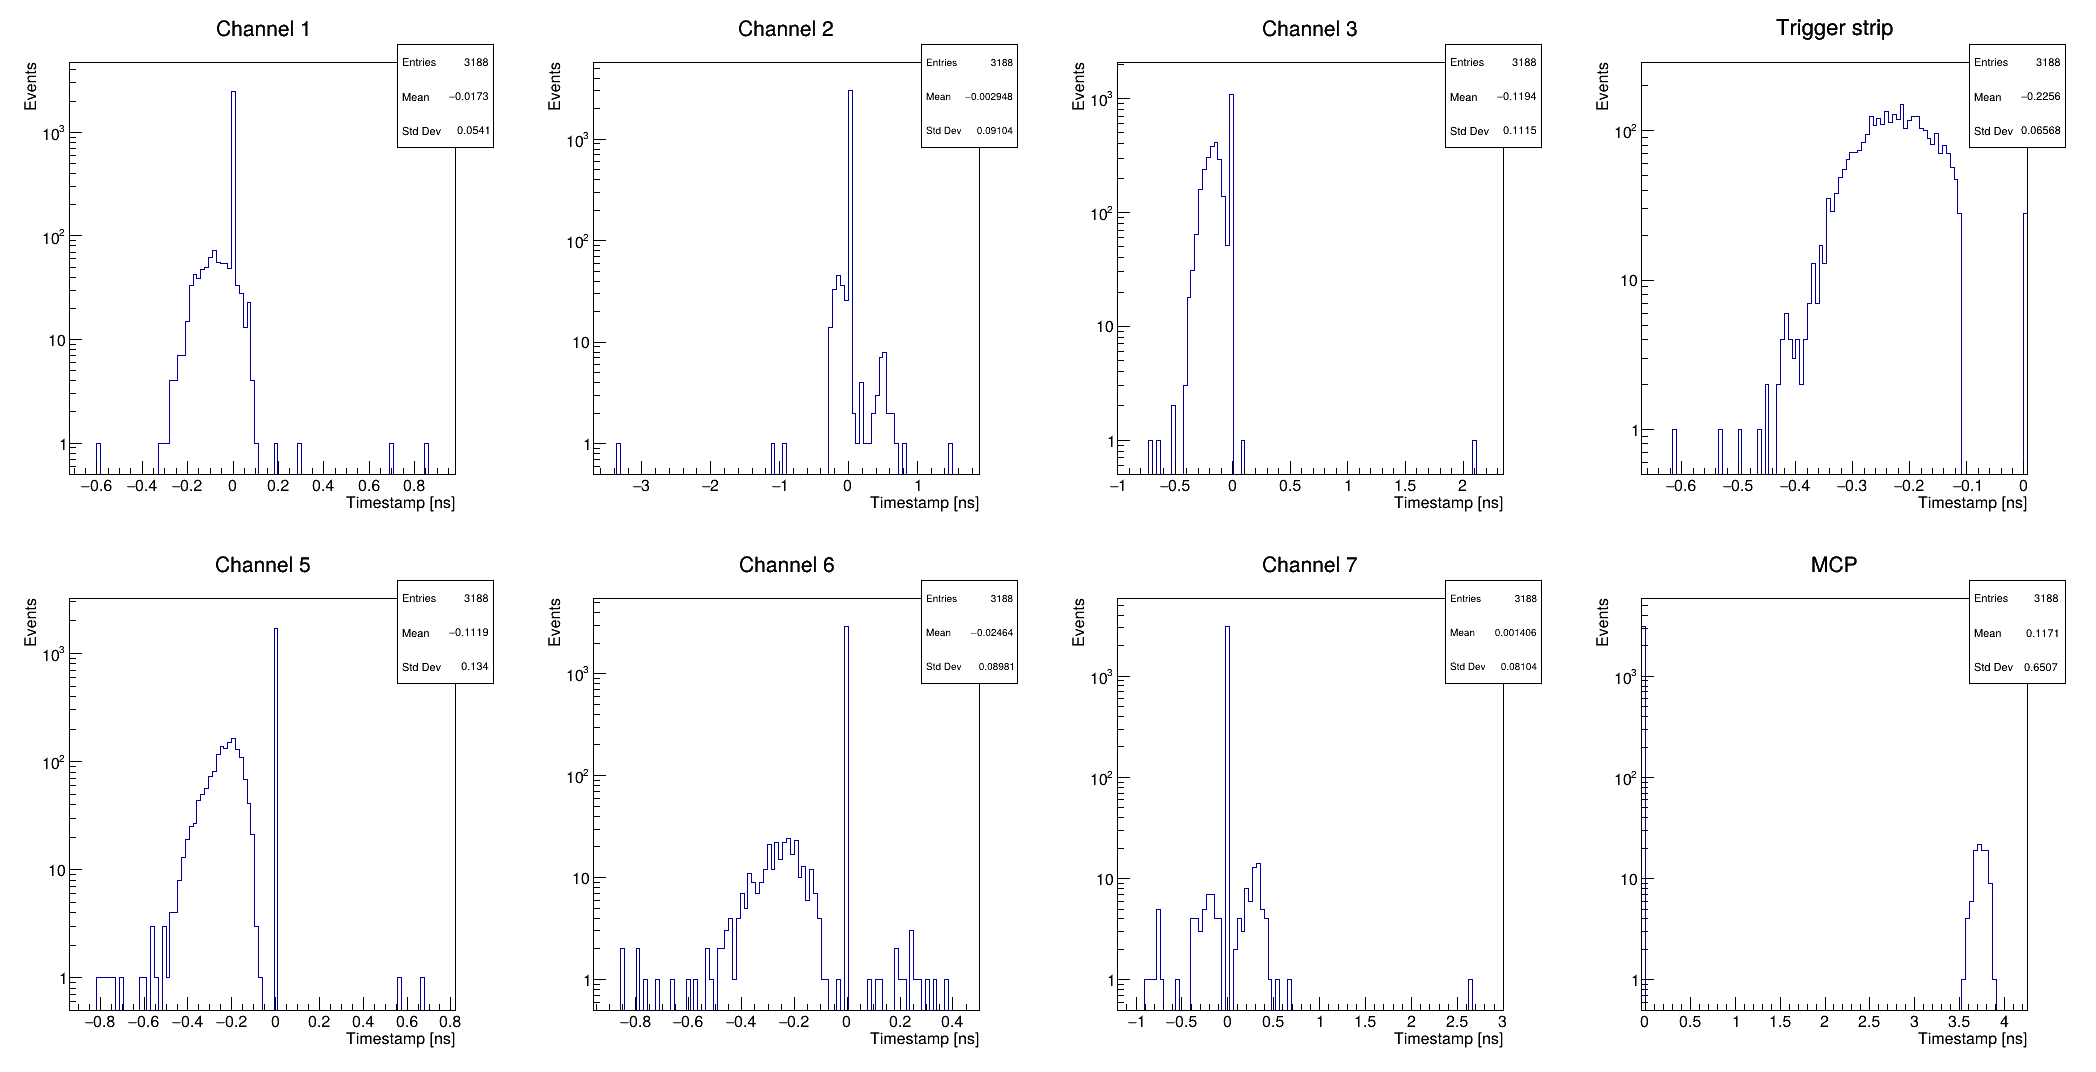 Channel 1
Entries 3188
Mean −0.0173
Std Dev 0.0541
Events
10³
10²
10
1
−0.6 −0.4 −0.2 0 0.2 0.4 0.6 0.8
Timestamp [ns]
Channel 2
Entries 3188
Mean −0.002948
Std Dev 0.09104
Events
10³
10²
10
1
−3 −2 −1 0 1
Timestamp [ns]
Channel 3
Entries 3188
Mean −0.1194
Std Dev 0.1115
Events
10³
10²
10
1
−1 −0.5 0 0.5 1 1.5 2
Timestamp [ns]
Trigger strip
Entries 3188
Mean −0.2256
Std Dev 0.06568
Events
10²
10
1
−0.6 −0.5 −0.4 −0.3 −0.2 −0.1 0
Timestamp [ns]
Channel 5
Entries 3188
Mean −0.1119
Std Dev 0.134
Events
10³
10²
10
1
−0.8 −0.6 −0.4 −0.2 0 0.2 0.4 0.6 0.8
Timestamp [ns]
Channel 6
Entries 3188
Mean −0.02464
Std Dev 0.08981
Events
10³
10²
10
1
−0.8 −0.6 −0.4 −0.2 0 0.2 0.4
Timestamp [ns]
Channel 7
Entries 3188
Mean 0.001406
Std Dev 0.08104
Events
10³
10²
10
1
−1 −0.5 0 0.5 1 1.5 2 2.5 3
Timestamp [ns]
MCP
Entries 3188
Mean 0.1171
Std Dev 0.6507
Events
10³
10²
10
1
0 0.5 1 1.5 2 2.5 3 3.5 4
Timestamp [ns]